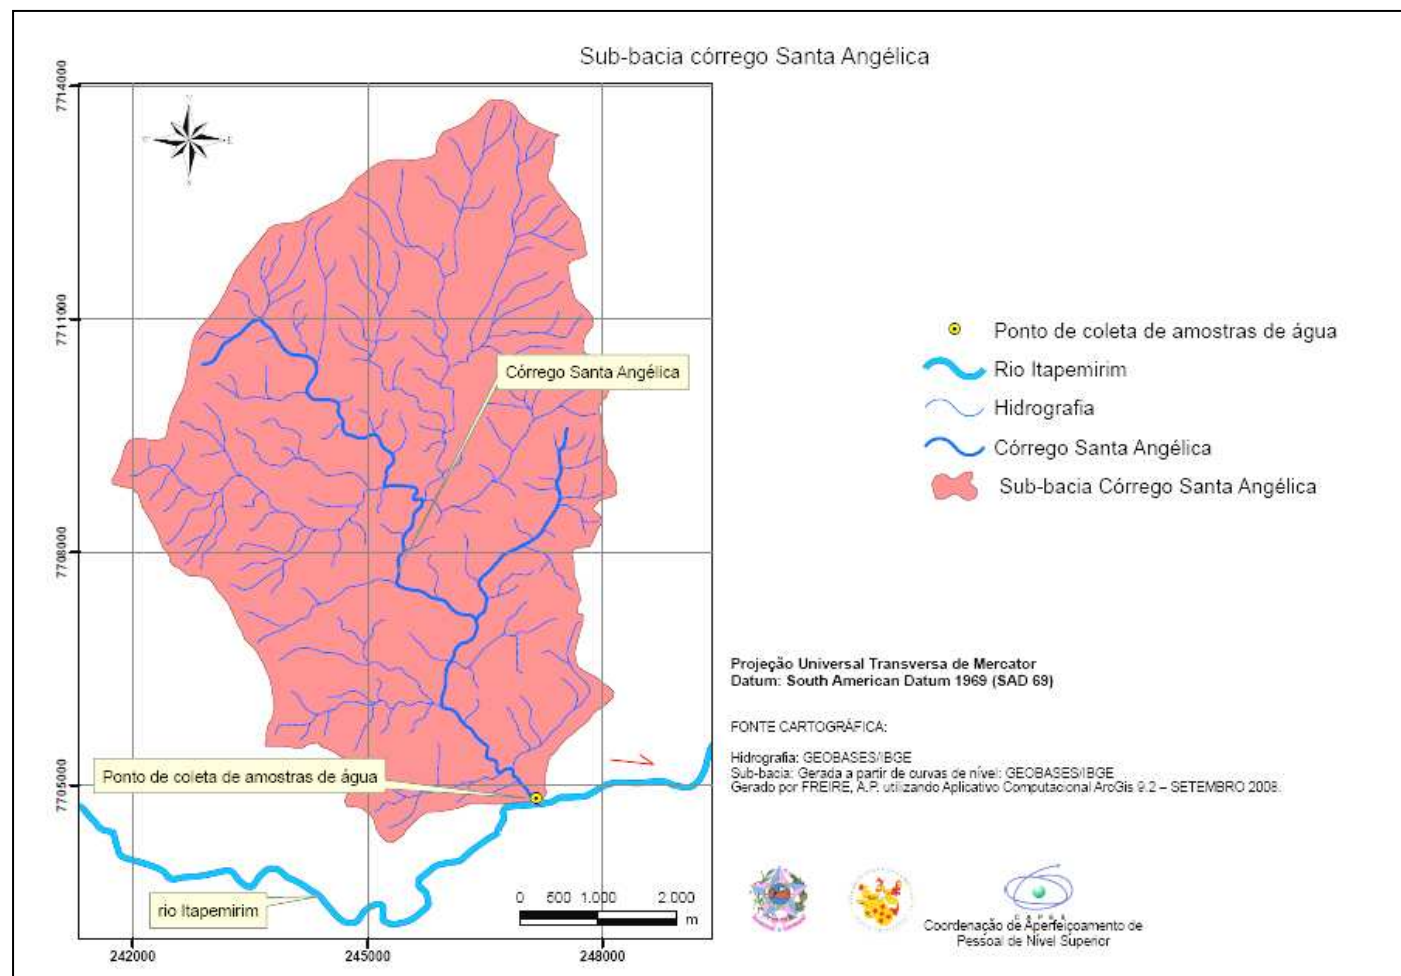 Sub-bacia córrego Santa Angélica
7714000
7711000
7708000
7705000
242000
245000
248000
Córrego Santa Angélica
Ponto de coleta de amostras de água
rio Itapemirim
0 500 1.000 2.000
m
Ponto de coleta de amostras de água
Rio Itapemirim
Hidrografia
Córrego Santa Angélica
Sub-bacia Córrego Santa Angélica
Projeção Universal Transversa de Mercator
Datum: South American Datum 1969 (SAD 69)
FONTE CARTOGRÁFICA:
Hidrografia: GEOBASES/IBGE
Sub-bacia: Gerada a partir de curvas de nível: GEOBASES/IBGE
Gerado por FREIRE, A.P. utilizando Aplicativo Computacional ArcGis 9.2 – SETEMBRO 2008.
CAPES
Coordenação de Aperfeiçoamento de
Pessoal de Nível Superior